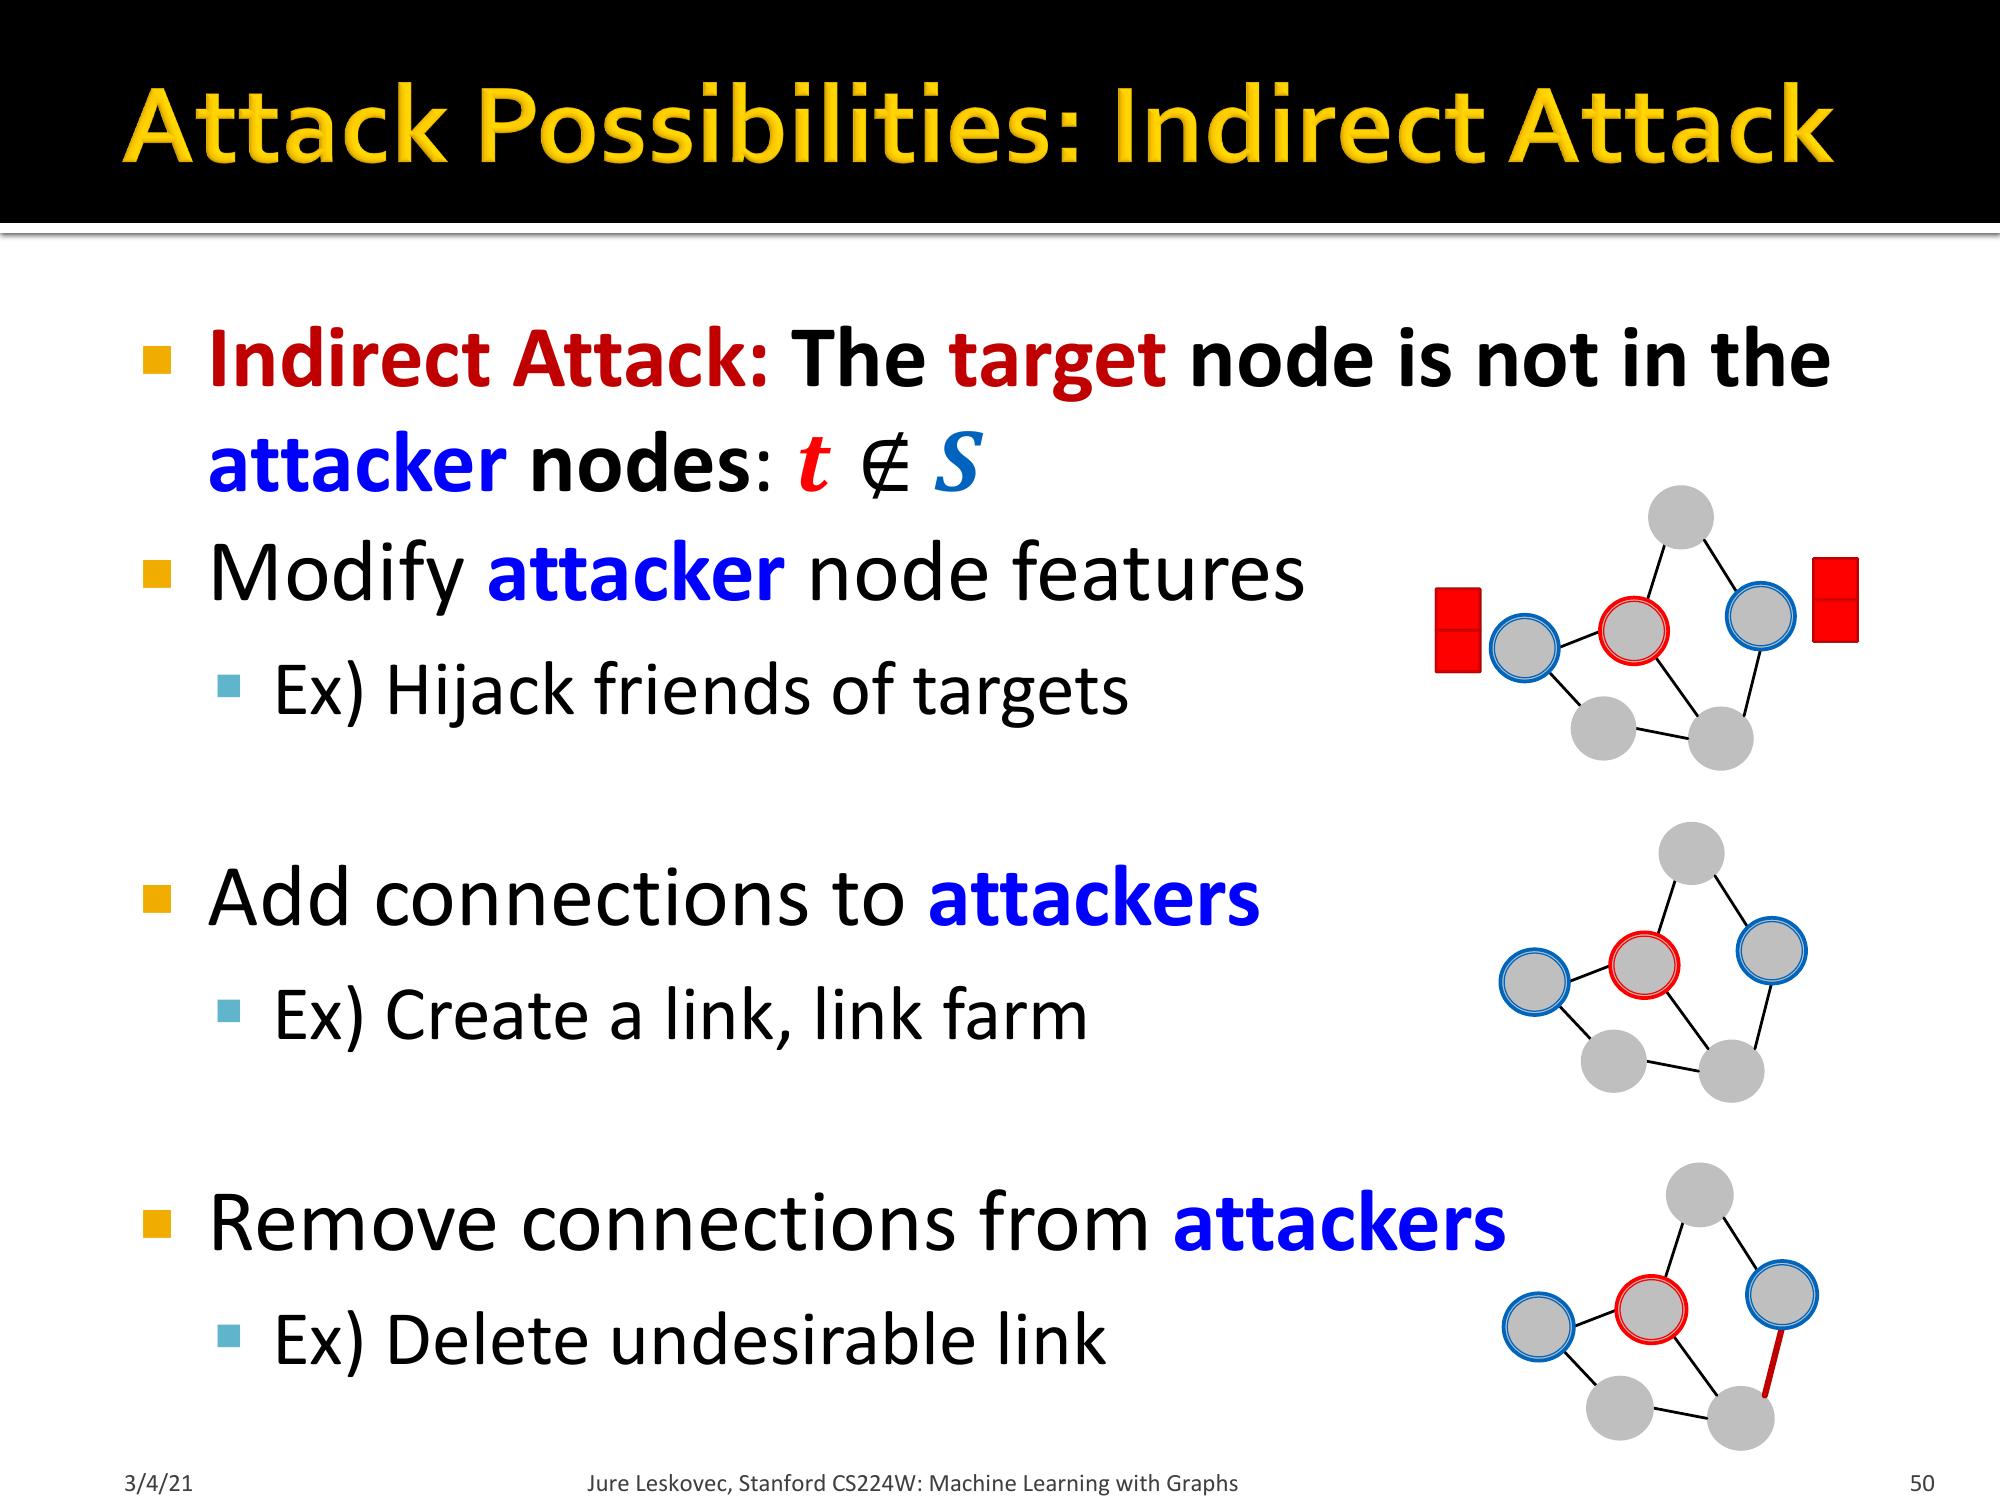 Attack Possibilities: Indirect Attack
Indirect Attack: The target node is not in the
attacker nodes: t ∉ S
Modify attacker node features
Ex) Hijack friends of targets
Add connections to attackers
Ex) Create a link, link farm
Remove connections from attackers
Ex) Delete undesirable link
3/4/21
Jure Leskovec, Stanford CS224W: Machine Learning with Graphs
50